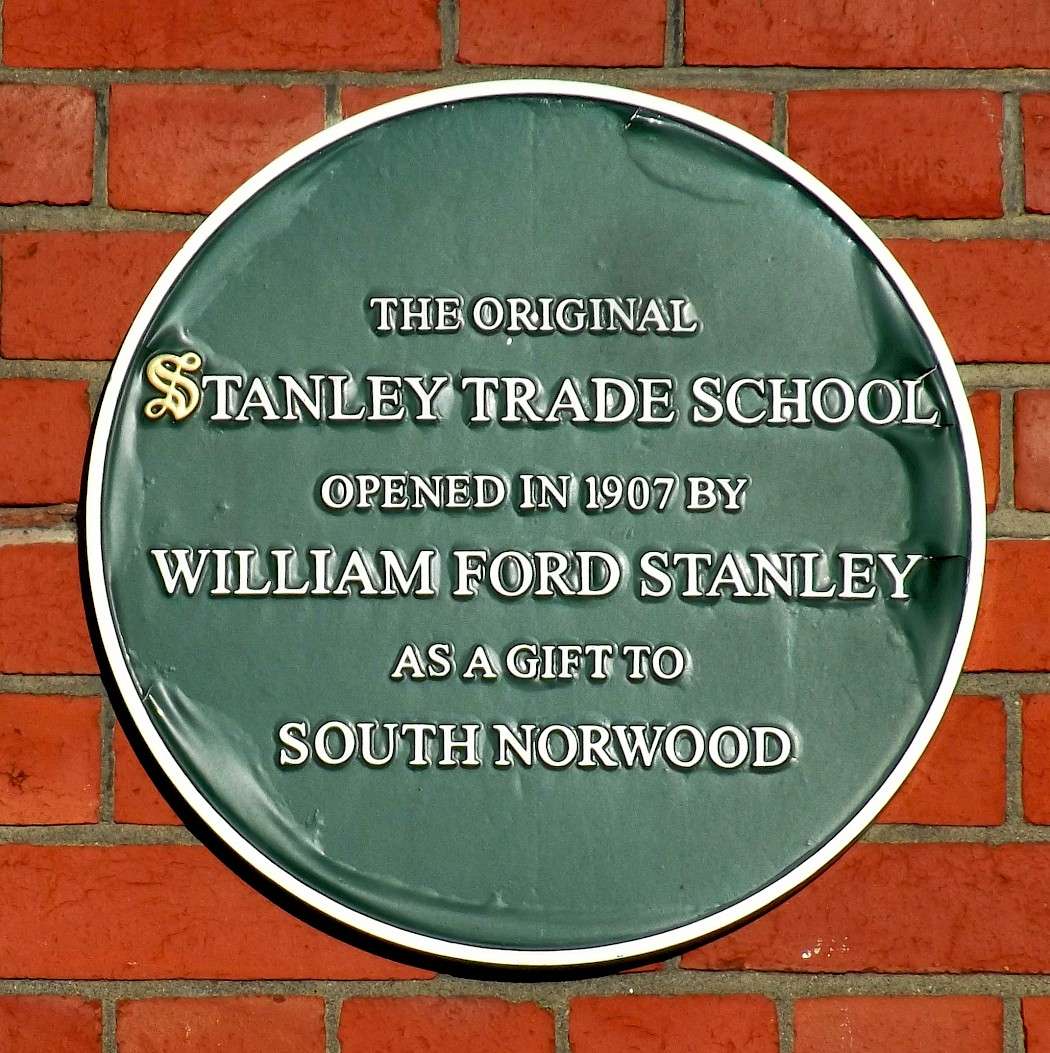 THE ORIGINAL
STANLEY TRADE SCHOOL
OPENED IN 1907 BY
WILLIAM FORD STANLEY
AS A GIFT TO
SOUTH NORWOOD